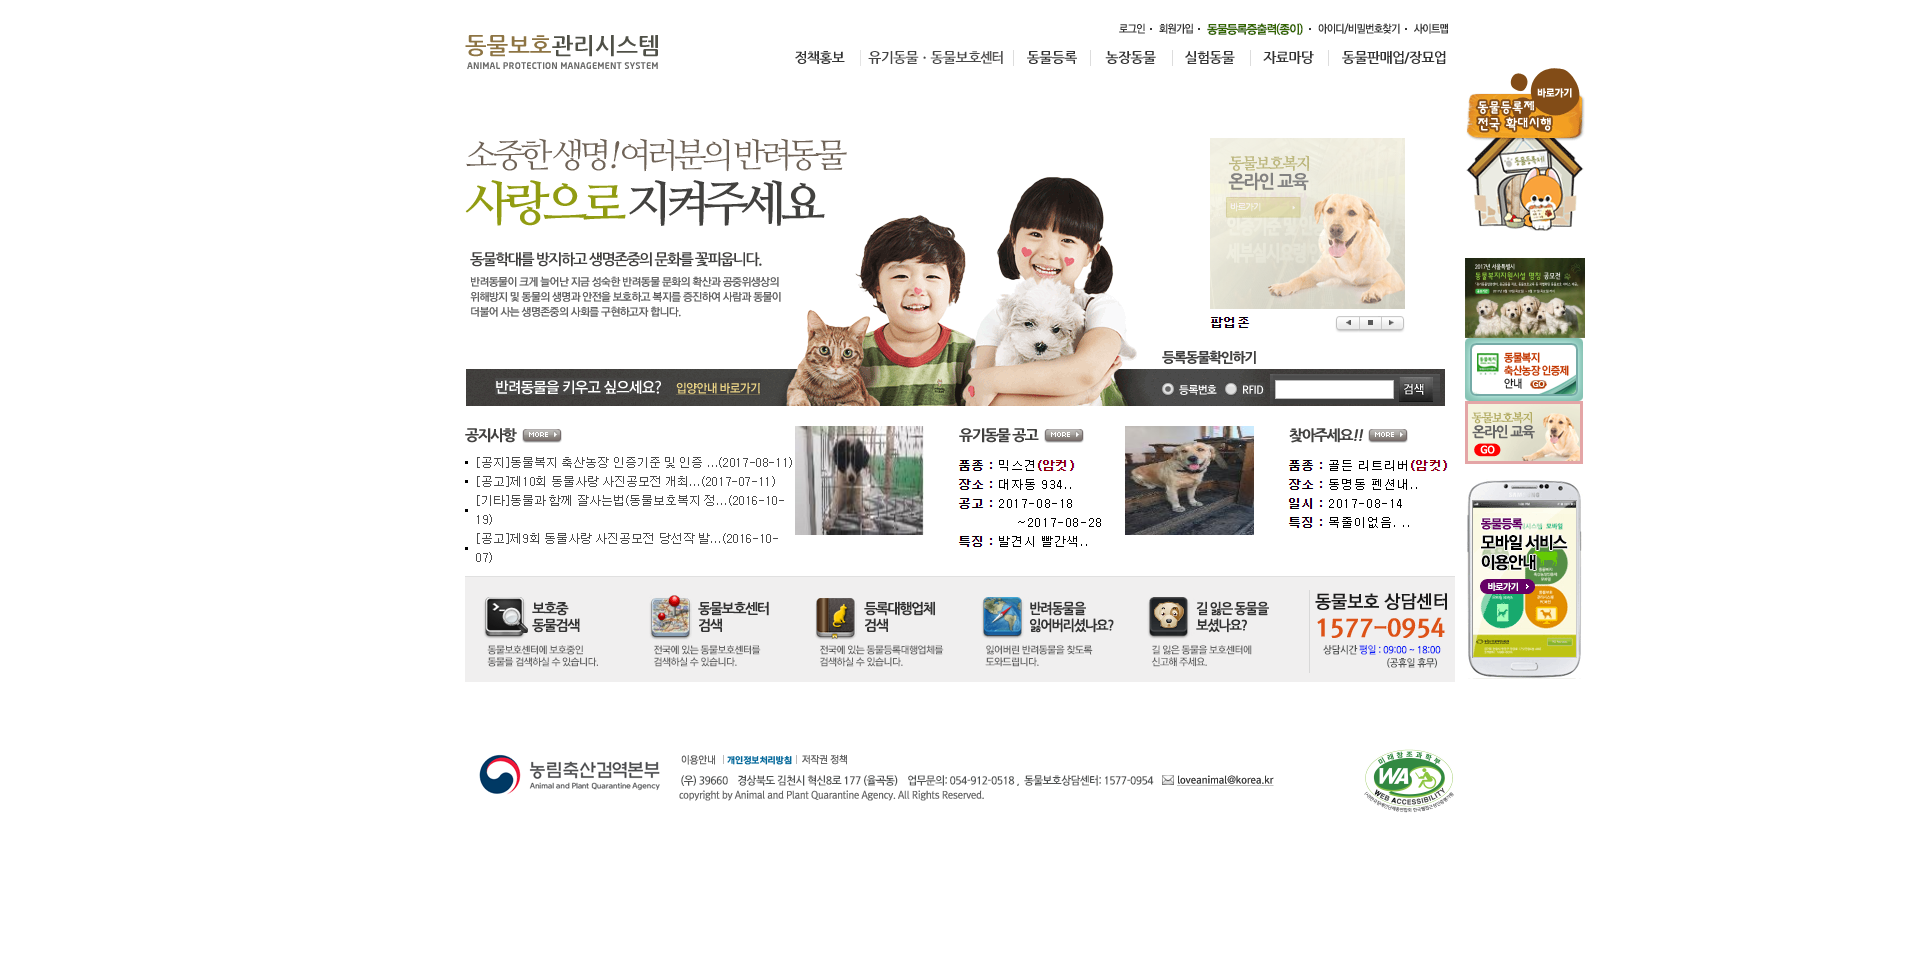 로그인 • 회원가입 • 동물등록증출력(종이) • 아이디/비밀번호찾기 • 사이트맵
동물보호관리시스템
ANIMAL PROTECTION MANAGEMENT SYSTEM
정책홍보 유기동물 · 동물보호센터 동물등록 농장동물 실험동물 자료마당 동물판매업/장묘업
바로가기
동물등록제
전국 확대시행
소중한 생명! 여러분의 반려동물
사랑으로 지켜주세요
동물학대를 방지하고 생명존중의 문화를 꽃피웁니다.
반려동물이 크게 늘어난 지금 성숙한 반려동물 문화의 확산과 공중위생상의
위해방지 및 동물의 생명과 안전을 보호하고 복지를 증진하여 사람과 동물이
더불어 사는 생명존중의 사회를 구현하고자 합니다.
동물보호복지
온라인 교육
바로가기
팝업존
2017년 서울특별시
동물복지지원시설 명칭 공모전
동물복지
축산농장 인증제
안내 GO
동물보호복지
온라인 교육
GO
등록동물확인하기
반려동물을 키우고 싶으세요? 입양안내 바로가기
등록번호 RFID 검색
공지사항 MORE
[공지]동물복지 축산농장 인증기준 및 인증 ...(2017-08-11)
[공고]제10회 동물사랑 사진공모전 개최...(2017-07-11)
[기타]동물과 함께 잘사는법(동물보호복지 정...(2016-10-
19)
[공고]제9회 동물사랑 사진공모전 당선작 발...(2016-10-
07)
유기동물 공고 MORE
품종 : 믹스견(암컷)
장소 : 대자동 934..
공고 : 2017-08-18
~2017-08-28
특징 : 발견시 빨간색..
찾아주세요!! MORE
품종 : 골든 리트리버(암컷)
장소 : 동명동 펜션내..
일시 : 2017-08-14
특징 : 목줄이없음. ..
동물등록
모바일 서비스
이용안내
바로가기
보호중
동물검색
동물보호센터에 보호중인
동물을 검색하실 수 있습니다.
동물보호센터
검색
전국에 있는 동물보호센터를
검색하실 수 있습니다.
등록대행업체
검색
전국에 있는 동물등록대행업체를
검색하실 수 있습니다.
반려동물을
잃어버리셨나요?
잃어버린 반려동물을 찾도록
도와드립니다.
길 잃은 동물을
보셨나요?
길 잃은 동물을 보호센터에
신고해 주세요.
동물보호 상담센터
1577-0954
상담시간 평일 : 09:00 ~ 18:00
(공휴일 휴무)
농림축산검역본부
Animal and Plant Quarantine Agency
이용안내 개인정보처리방침 저작권 정책
(우) 39660 경상북도 김천시 혁신8로 177 (율곡동) 업무문의: 054-912-0518 , 동물보호상담센터: 1577-0954 loveanimal@korea.kr
copyright by Animal and Plant Quarantine Agency. All Rights Reserved.
미래창조과학부
WA
WEB ACCESSIBILITY